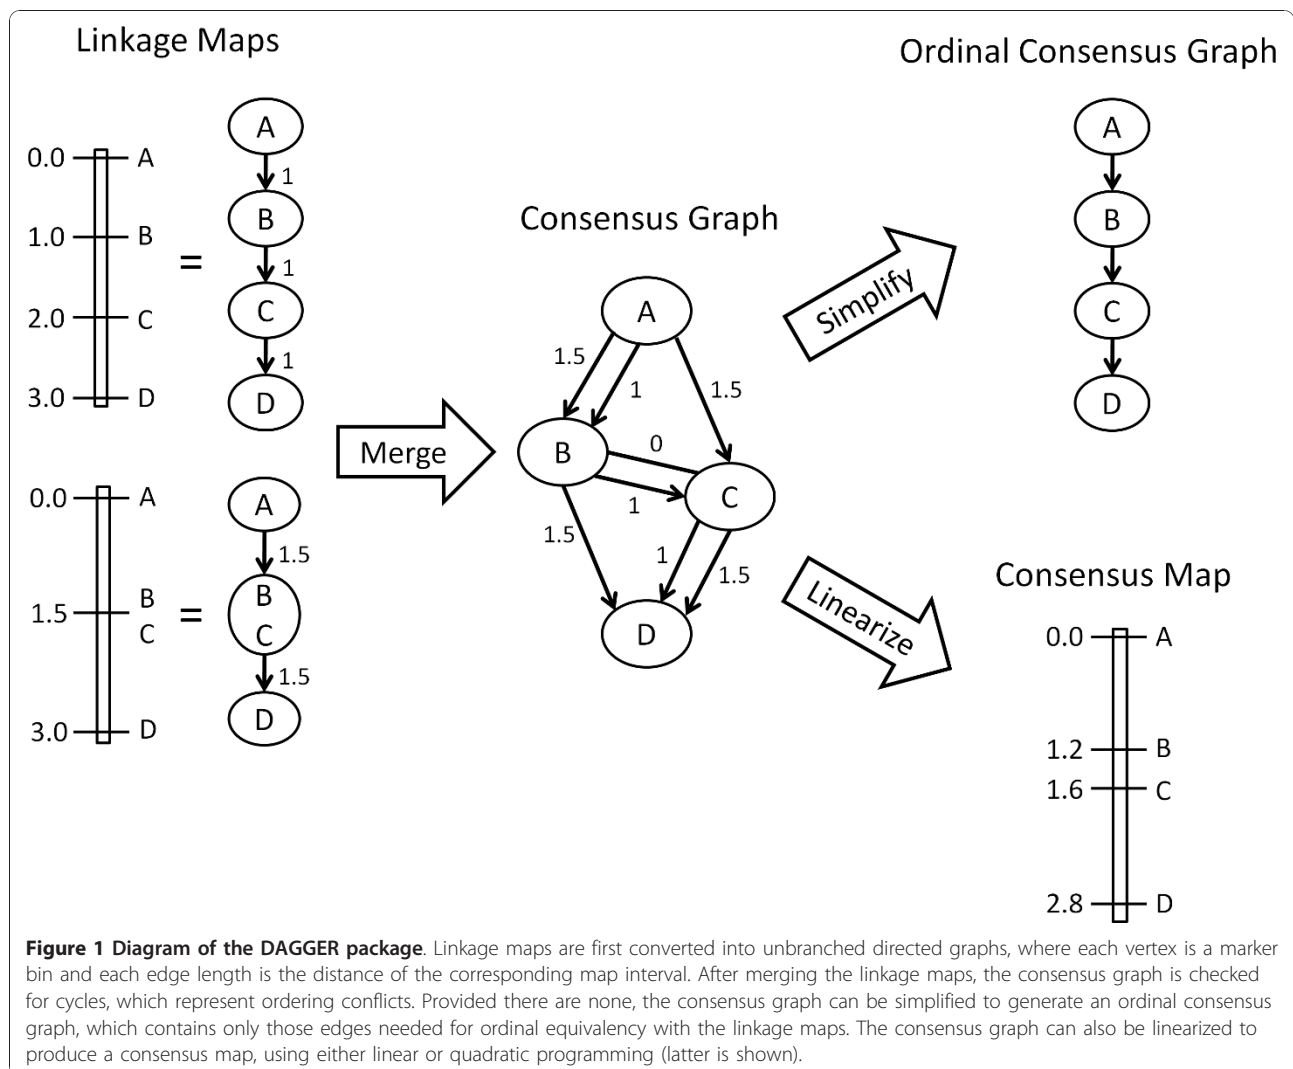 Linkage Maps
0.0
A
1.0
B
2.0
C
3.0
D
=
A
1
B
1
C
1
D
0.0
A
1.5
B
C
3.0
D
=
A
1.5
B
C
1.5
D
Merge
Consensus Graph
A
1.5
1
1.5
B
0
1
C
1.5
1
1.5
D
Simplify
Linearize
Ordinal Consensus Graph
A
B
C
D
Consensus Map
0.0
A
1.2
B
1.6
C
2.8
D
Figure 1 Diagram of the DAGGER package. Linkage maps are first converted into unbranched directed graphs, where each vertex is a marker
bin and each edge length is the distance of the corresponding map interval. After merging the linkage maps, the consensus graph is checked
for cycles, which represent ordering conflicts. Provided there are none, the consensus graph can be simplified to generate an ordinal consensus
graph, which contains only those edges needed for ordinal equivalency with the linkage maps. The consensus graph can also be linearized to
produce a consensus map, using either linear or quadratic programming (latter is shown).